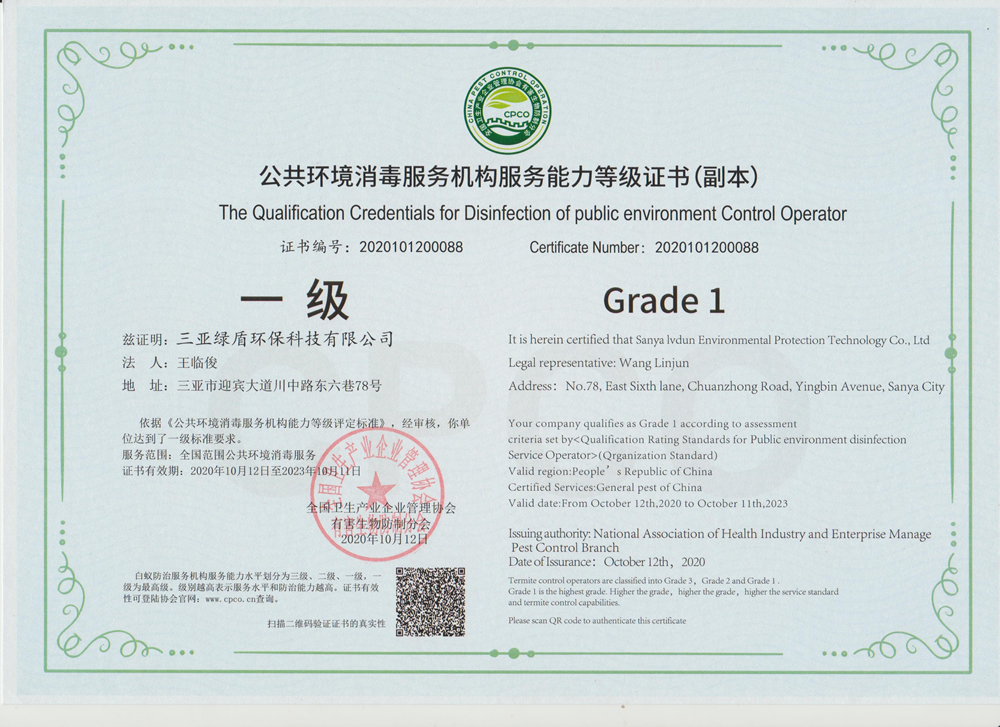 CHINA PEST CONTROL OPERATION
CPCO
公共环境消毒服务机构服务能力等级证书(副本)
The Qualification Credentials for Disinfection of public environment Control Operator
证书编号：2020101200088
Certificate Number：2020101200088
一 级
兹证明：三亚绿盾环保科技有限公司
法 人：王临俊
地 址：三亚市迎宾大道川中路东六巷78号
依据《公共环境消毒服务机构能力等级评定标准》，经审核，你单
位达到了一级标准要求。
服务范围：全国范围公共环境消毒服务
证书有效期：2020年10月12日至2023年10月11日
全国卫生产业企业管理协会
有害生物防制分会
2020年10月12日
白蚁防治服务机构服务能力水平划分为三级、二级、一级，一
级为最高级。级别越高表示服务水平和防治能力越高。证书有效
性可登陆协会官网：www.cpco.cn查询。
扫描二维码验证证书的真实性
Grade 1
It is herein certified that Sanya lvdun Environmental Protection Technology Co., Ltd
Legal representative: Wang Linjun
Address：No.78, East Sixth lane, Chuanzhong Road, Yingbin Avenue, Sanya City
Your company qualifies as Grade 1 according to assessment
criteria set by<Qualification Rating Standards for Public environment disinfection
Service Operator>(Qrganization Standard)
Valid region:People’s Republic of China
Certified Services:General pest of China
Valid date:From October 12th,2020 to October 11th,2023
Issuing authority: National Association of Health Industry and Enterprise Manage
Pest Control Branch
Date of Issurance：October 12th，2020
Termite control operators are classified into Grade 3，Grade 2 and Grade 1 .
Grade 1 is the highest grade. Higher the grade，higher the grade，higher the service standard
and termite control capabilities.
Please scan QR code to authenticate this certificate